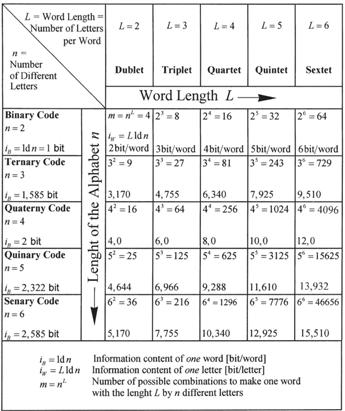 L = Word Length =
Number of Letters
per Word
n =
Number
of Different
Letters
L = 2 L = 3 L = 4 L = 5 L = 6
Dublet Triplet Quartet Quintet Sextet
Word Length L
Lenght of the Alphabet n
Binary Code
n = 2
i_B = ld n = 1 bit
m = n^L = 4 2^3 = 8 2^4 = 16 2^5 = 32 2^6 = 64
i_W = L ld n
2bit/word 3bit/word 4bit/word 5bit/word 6bit/word
Ternary Code
n = 3
i_B = 1,585 bit
3^2 = 9 3^3 = 27 3^4 = 81 3^5 = 243 3^6 = 729
3,170 4,755 6,340 7,925 9,510
Quaterny Code
n = 4
i_B = 2 bit
4^2 = 16 4^3 = 64 4^4 = 256 4^5 = 1024 4^6 = 4096
4,0 6,0 8,0 10,0 12,0
Quinary Code
n = 5
i_B = 2,322 bit
5^2 = 25 5^3 = 125 5^4 = 625 5^5 = 3125 5^6 = 15625
4,644 6,966 9,288 11,610 13,932
Senary Code
n = 6
i_B = 2,585 bit
6^2 = 36 6^3 = 216 6^4 = 1296 6^5 = 7776 6^6 = 46656
5,170 7,755 10,340 12,925 15,510
i_B = ld n Information content of one word [bit/word]
i_W = L ld n Information content of one letter [bit/letter]
m = n^L Number of possible combinations to make one word
with the lenght L by n different letters